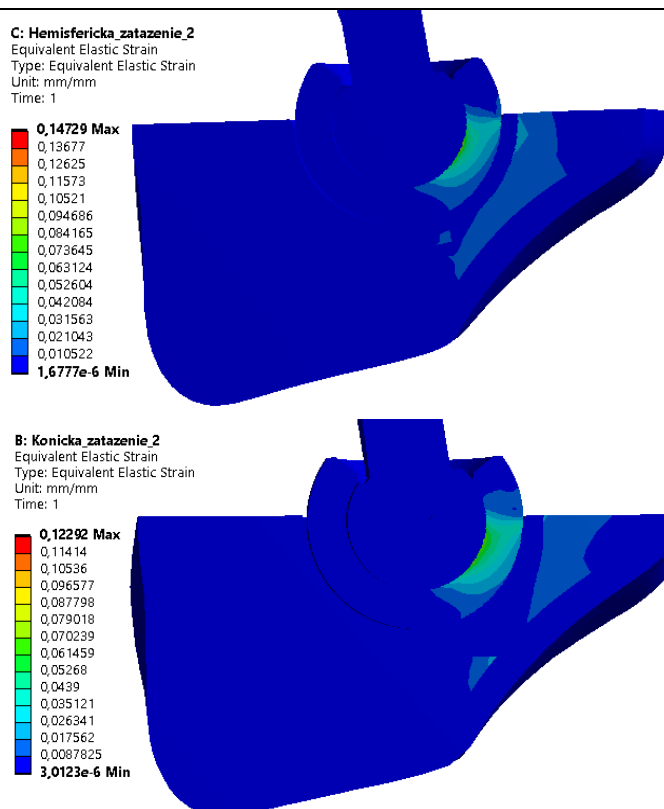 C: Hemisfericka_zatazenie_2
Equivalent Elastic Strain
Type: Equivalent Elastic Strain
Unit: mm/mm
Time: 1
0,14729 Max
0,13677
0,12625
0,11573
0,10521
0,094686
0,084165
0,073645
0,063124
0,052604
0,042084
0,031563
0,021043
0,010522
1,6777e-6 Min
B: Konicka_zatazenie_2
Equivalent Elastic Strain
Type: Equivalent Elastic Strain
Unit: mm/mm
Time: 1
0,12292 Max
0,11414
0,10536
0,096577
0,087798
0,079018
0,070239
0,061459
0,05268
0,0439
0,035121
0,026341
0,017562
0,0087825
3,0123e-6 Min